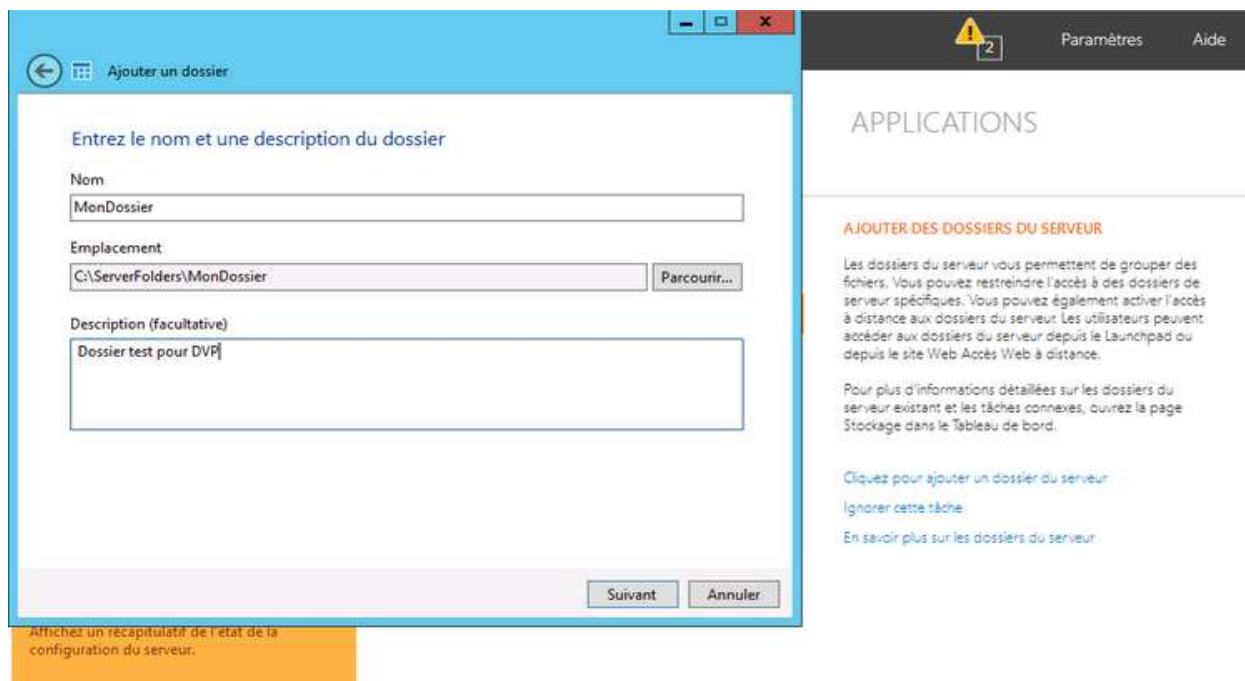 Ajouter un dossier
Entrez le nom et une description du dossier
Nom
MonDossier
Emplacement
C:\ServerFolders\MonDossier
Parcourir...
Description (facultative)
Dossier test pour DVP
Suivant
Annuler
Affichez un récapitulatif de l'état de la
configuration du serveur.
2
Paramètres
Aide
APPLICATIONS
AJOUTER DES DOSSIERS DU SERVEUR
Les dossiers du serveur vous permettent de grouper des
fichiers. Vous pouvez restreindre l'accès à des dossiers de
serveur spécifiques. Vous pouvez également activer l'accès
à distance aux dossiers du serveur. Les utilisateurs peuvent
accéder aux dossiers du serveur depuis le Launchpad ou
depuis le site Web Accès Web à distance.
Pour plus d'informations détaillées sur les dossiers du
serveur existant et les tâches connexes, ouvrez la page
Stockage dans le Tableau de bord.
Cliquez pour ajouter un dossier du serveur
Ignorer cette tâche
En savoir plus sur les dossiers du serveur